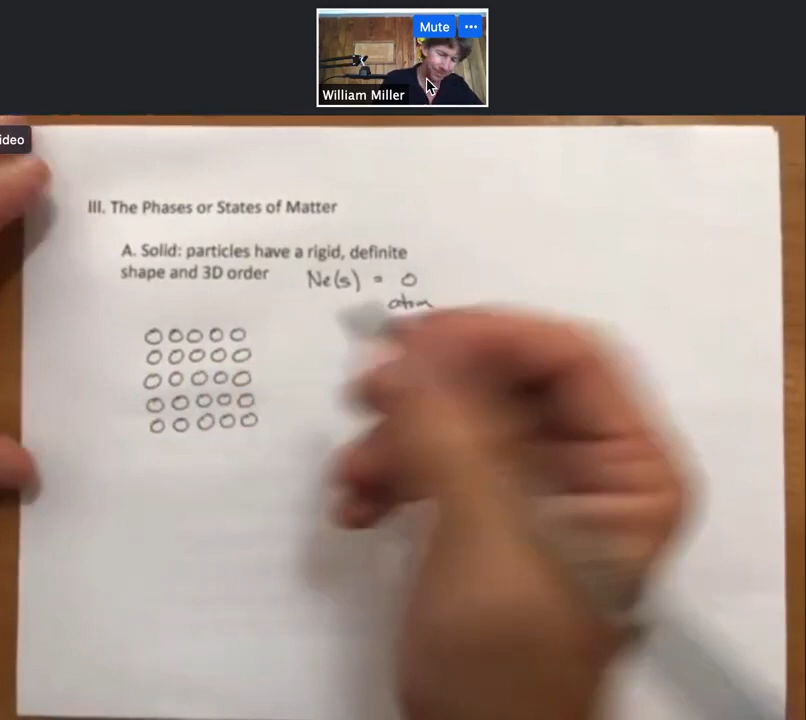 Mute
William Miller
ideo
III. The Phases or States of Matter
A. Solid: particles have a rigid, definite
shape and 3D order
Ne(s) = O
atom